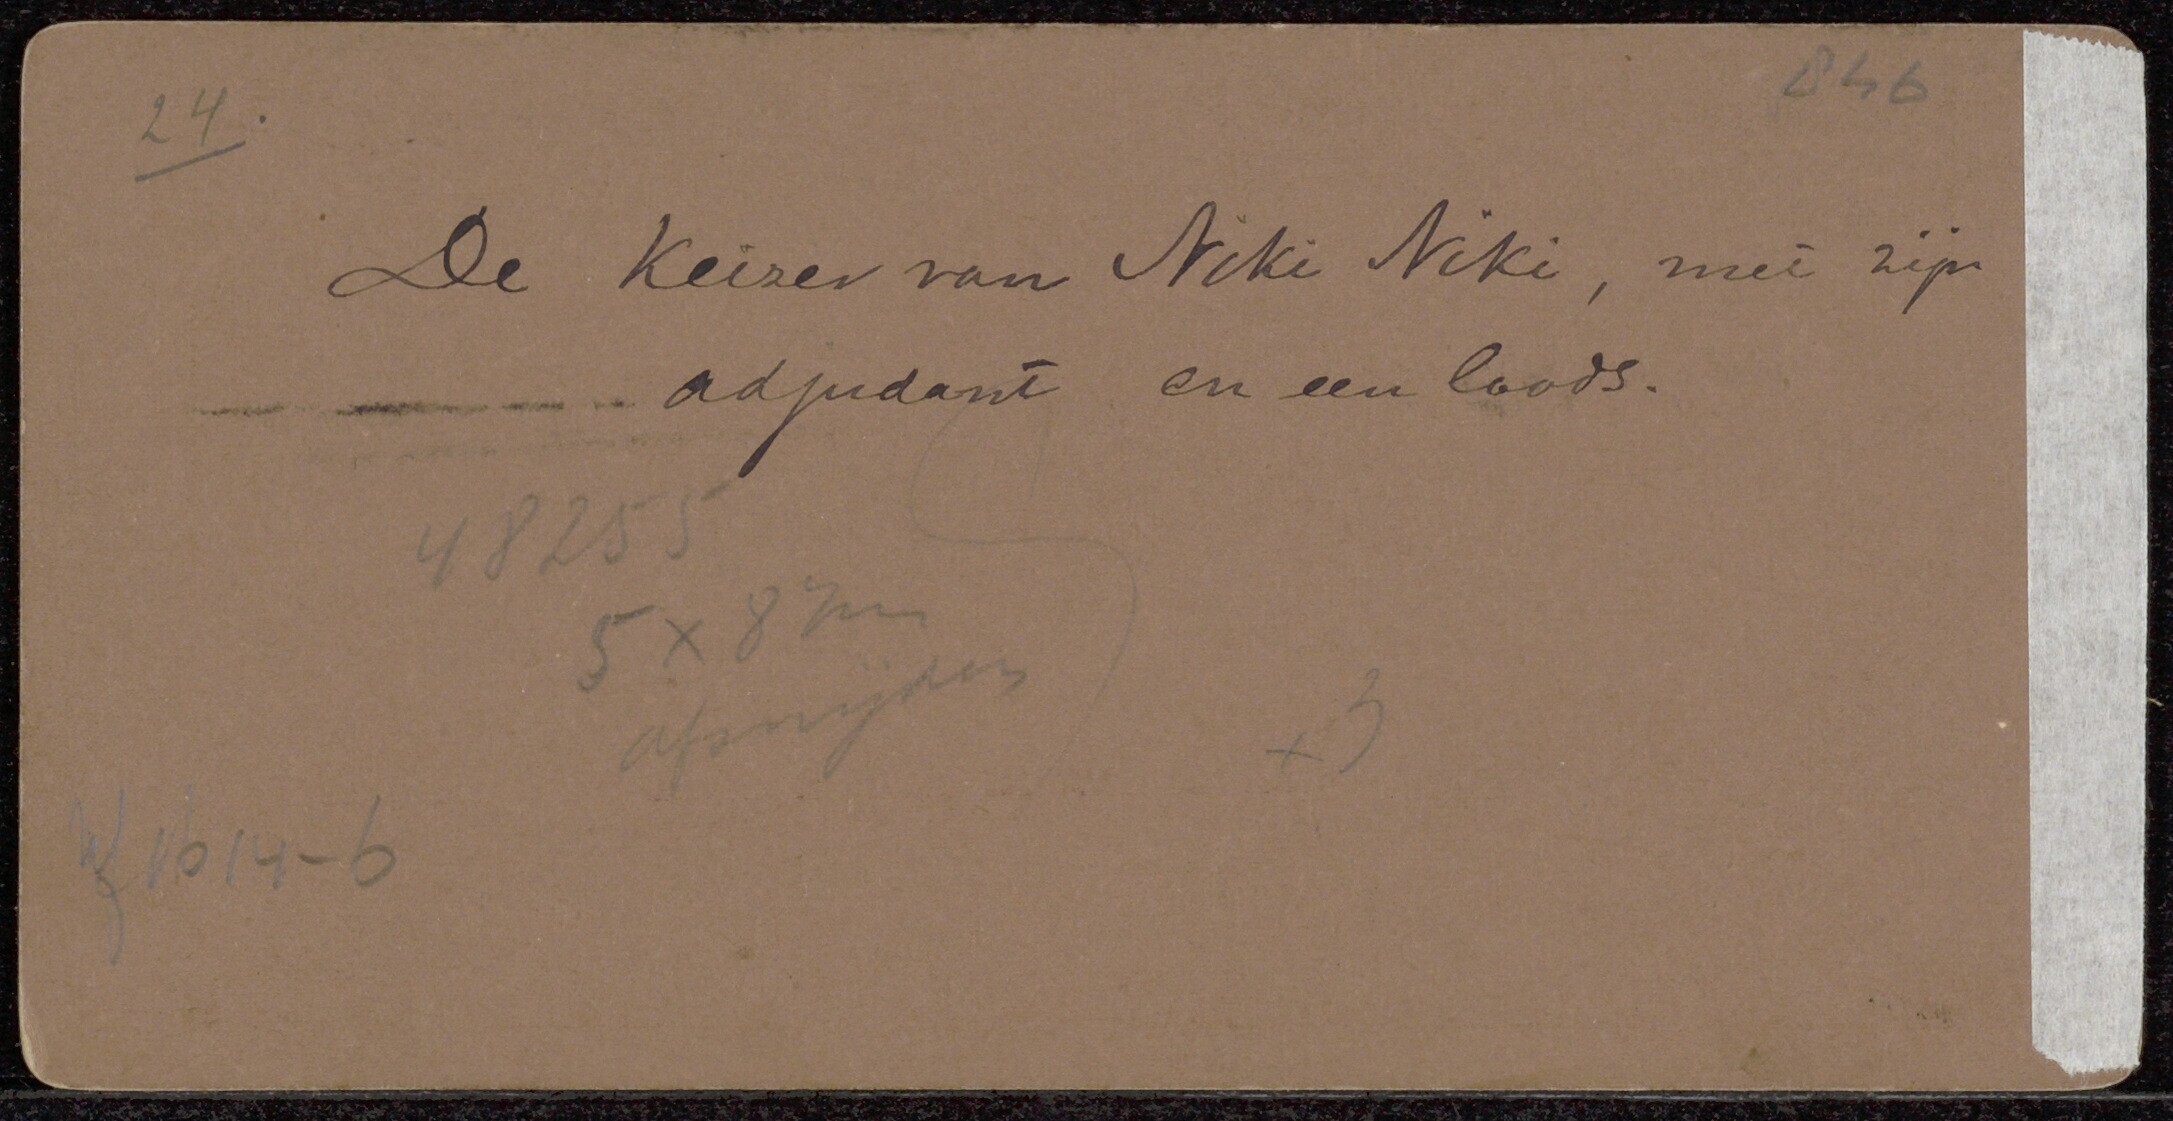 24.
846
De Keizer van Niki Niki, met zijn
adjudant en een loods.
48255
5 x 8
afsnijden
x 3
1614-6